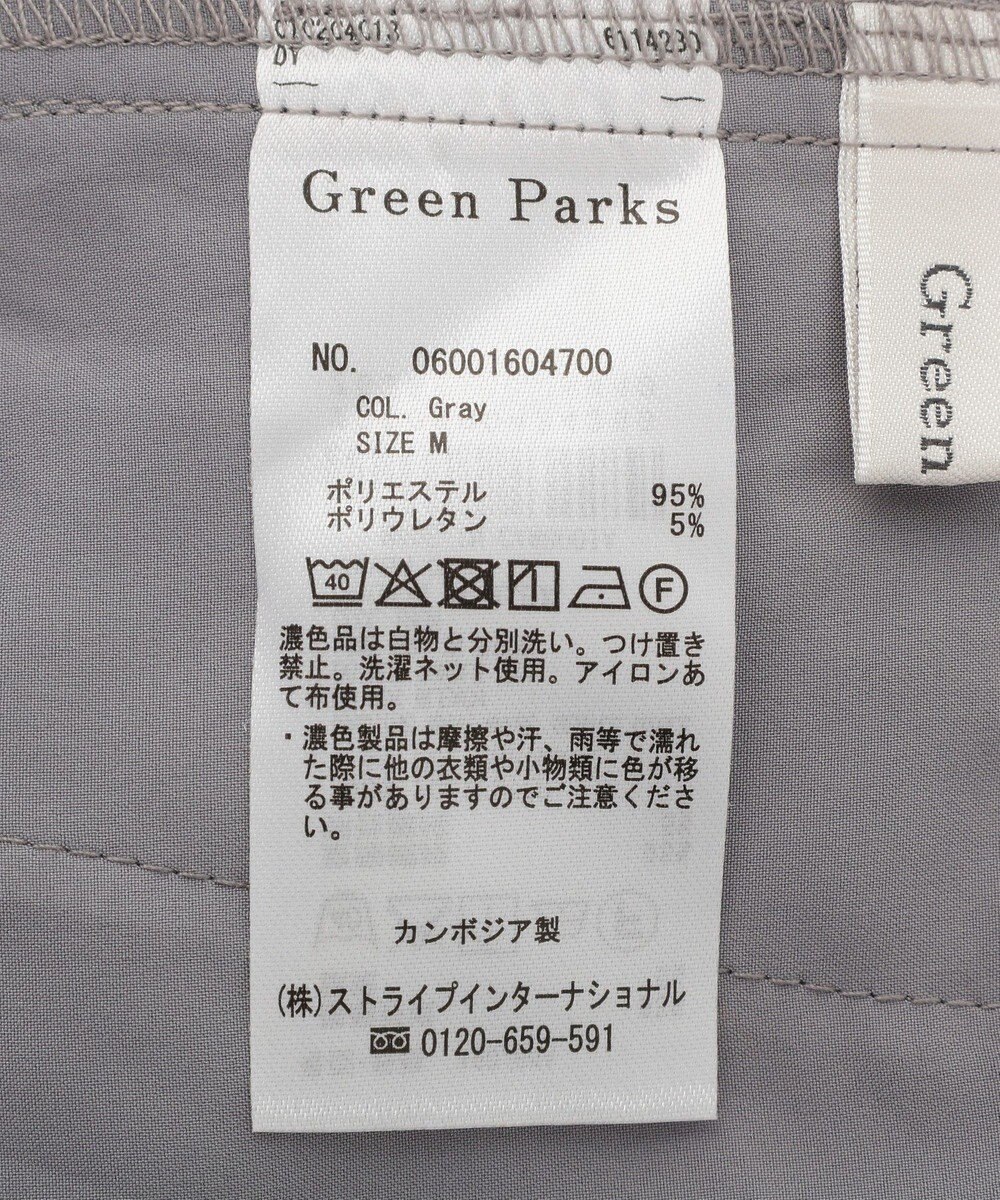 Green Parks
NO. 06001604700
COL. Gray
SIZE M
ポリエステル 95%
ポリウレタン 5%
40
F
濃色品は白物と分別洗い。つけ置き
禁止。洗濯ネット使用。アイロンあ
て布使用。
・濃色製品は摩擦や汗、雨等で濡れ
た際に他の衣類や小物類に色が移
る事がありますのでご注意くださ
い。
カンボジア製
(株)ストライプインターナショナル
0120-659-591
Green